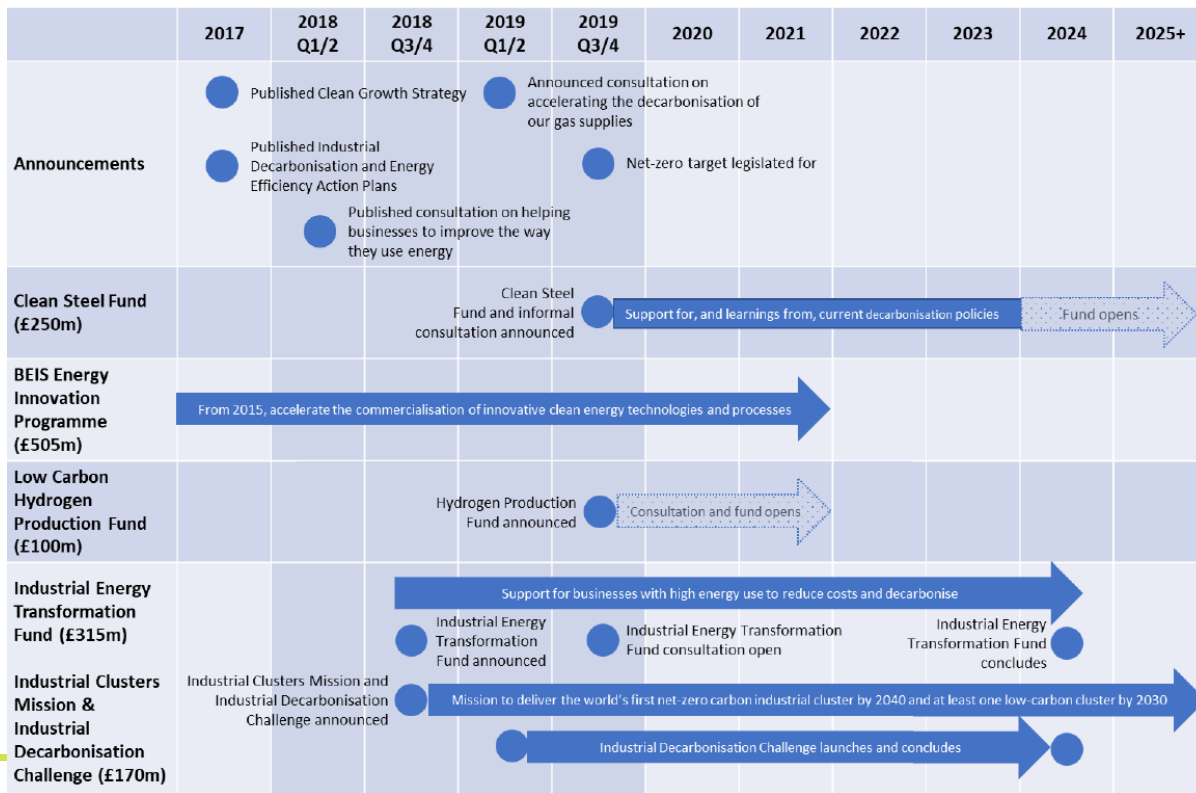 2017
2018
Q1/2
2018
Q3/4
2019
Q1/2
2019
Q3/4
2020
2021
2022
2023
2024
2025+
Announcements
Published Clean Growth Strategy
Announced consultation on
accelerating the decarbonisation of
our gas supplies
Published Industrial
Decarbonisation and Energy
Efficiency Action Plans
Net-zero target legislated for
Published consultation on helping
businesses to improve the way
they use energy
Clean Steel Fund
(£250m)
Clean Steel
Fund and informal
consultation announced
Support for, and learnings from, current decarbonisation policies
Fund opens
BEIS Energy
Innovation
Programme
(£505m)
From 2015, accelerate the commercialisation of innovative clean energy technologies and processes
Low Carbon
Hydrogen
Production Fund
(£100m)
Hydrogen Production
Fund announced
Consultation and fund opens
Industrial Energy
Transformation
Fund (£315m)
Support for businesses with high energy use to reduce costs and decarbonise
Industrial Energy
Transformation
Fund announced
Industrial Energy Transformation
Fund consultation open
Industrial Energy
Transformation Fund
concludes
Industrial Clusters
Mission &
Industrial
Decarbonisation
Challenge (£170m)
Industrial Clusters Mission and
Industrial Decarbonisation
Challenge announced
Mission to deliver the world's first net-zero carbon industrial cluster by 2040 and at least one low-carbon cluster by 2030
Industrial Decarbonisation Challenge launches and concludes